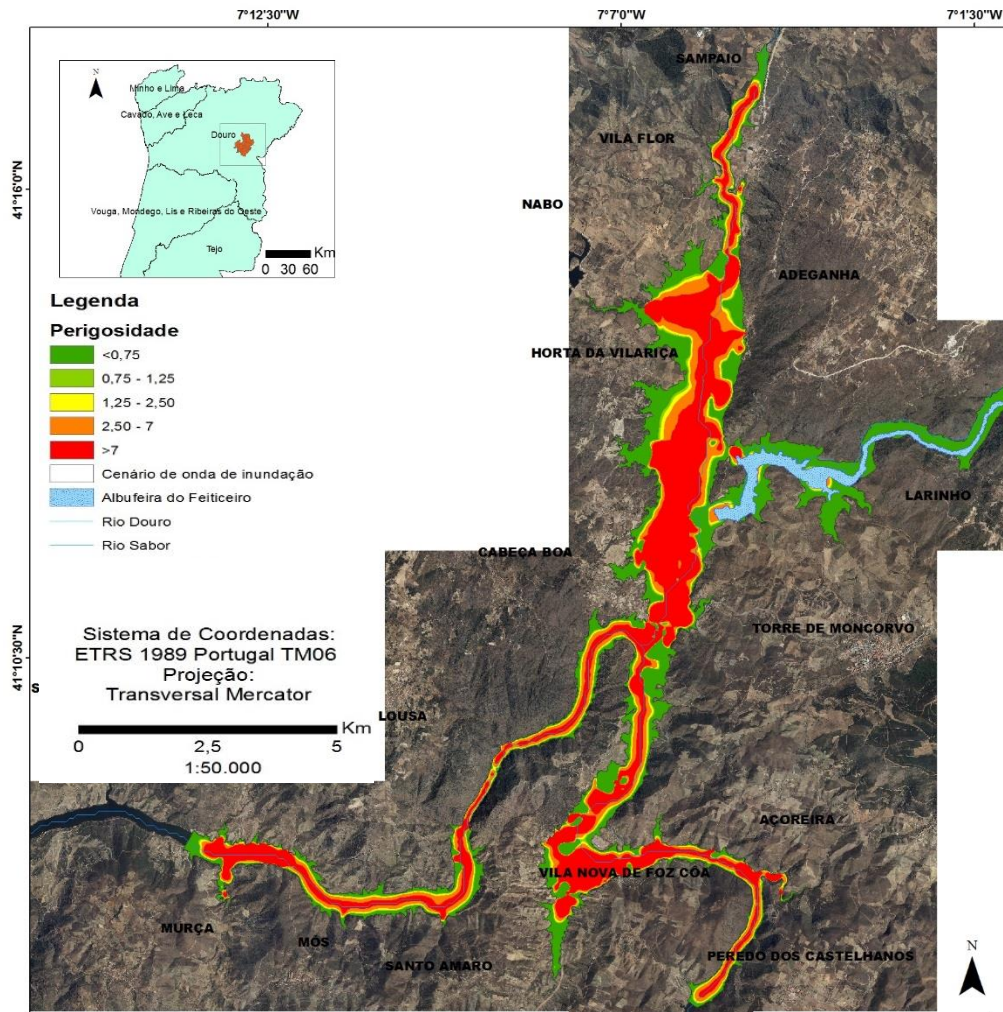 7°12'30"W
7°7'0"W
7°1'30"W
41°16'0"N
41°10'30"N
N
Minho e Lima
Cavado, Ave e Leca
Douro
Vouga, Mondego, Lis e Ribeiras do Oeste
Tejo
Km
0 30 60
Legenda
Perigosidade
<0,75
0,75 - 1,25
1,25 - 2,50
2,50 - 7
>7
Cenário de onda de inundação
Albufeira do Feiticeiro
Rio Douro
Rio Sabor
Sistema de Coordenadas:
ETRS 1989 Portugal TM06
Projeção:
Transversal Mercator
Km
0 2,5 5
1:50.000
S
SAMPAIO
VILA FLOR
NABO
ADEGANHA
HORTA DA VILARIÇA
LARINHO
CABEÇA BOA
TORRE DE MONCORVO
LOUSA
AÇOREIRA
VILA NOVA DE FOZ CÔA
MURÇA
MÓS
SANTO AMARO
PEREDO DOS CASTELHANOS
N